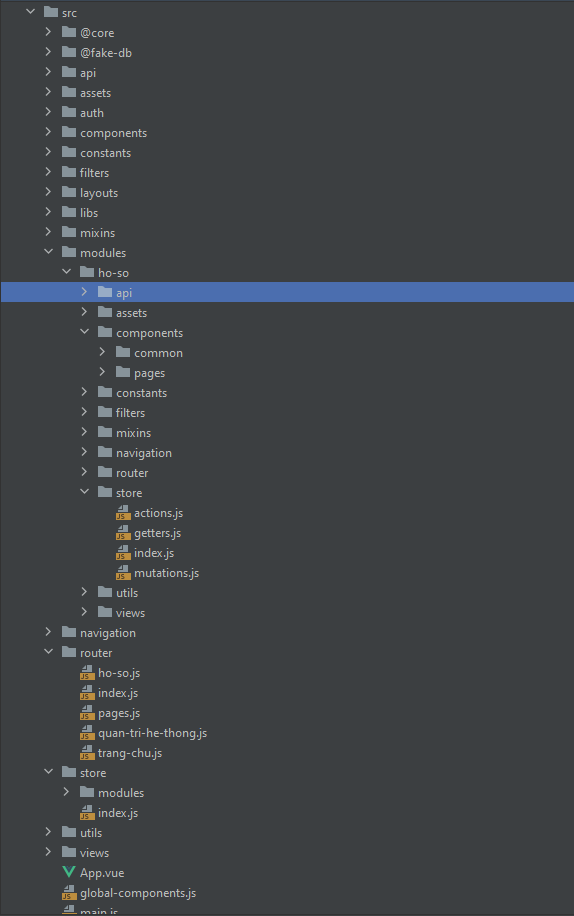 src
@core
@fake-db
api
assets
auth
components
constants
filters
layouts
libs
mixins
modules
ho-so
api
assets
components
common
pages
constants
filters
mixins
navigation
router
store
actions.js
getters.js
index.js
mutations.js
utils
views
navigation
router
ho-so.js
index.js
pages.js
quan-tri-he-thong.js
trang-chu.js
store
modules
index.js
utils
views
App.vue
global-components.js
main.js